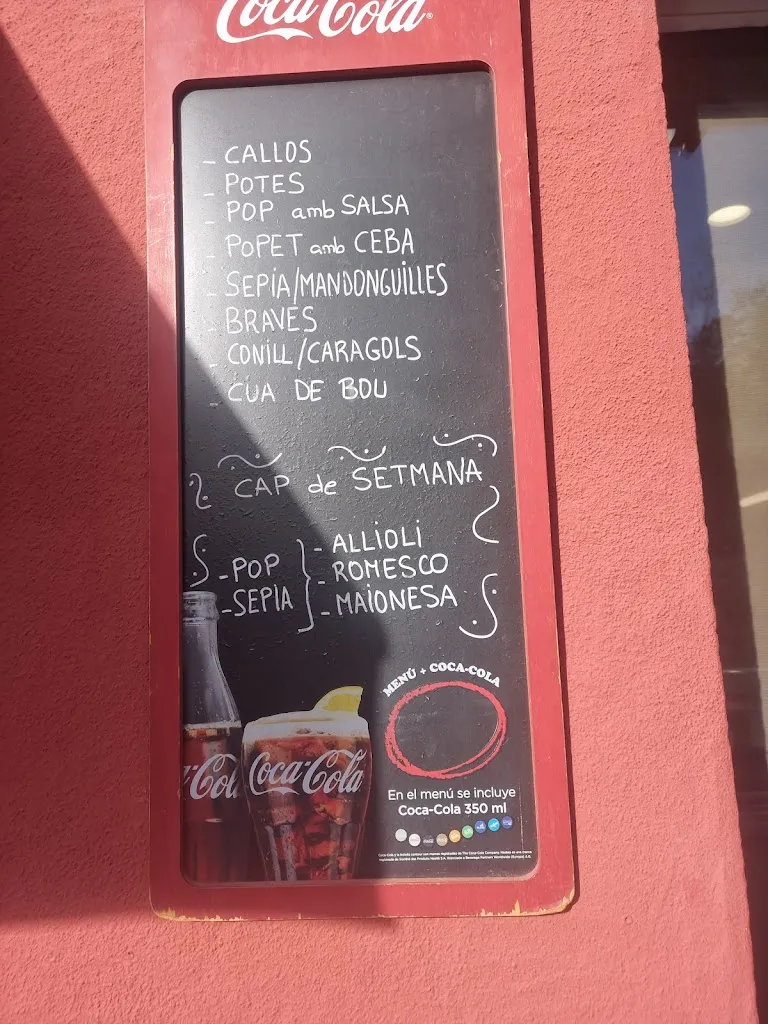 Coca-Cola®
- CALLOS
- POTES
- POP amb SALSA
- POPET amb CEBA
- SEPIA/MANDONGUILLES
- BRAVES
- CONILL/CARAGOLS
- CUA DE BOU
CAP de SETMANA
- POP
- SEPIA
- ALLIOLI
- ROMESCO
- MAIONESA
MENÚ + COCA-COLA
Coca-Cola
En el menú se incluye
Coca-Cola 350 ml